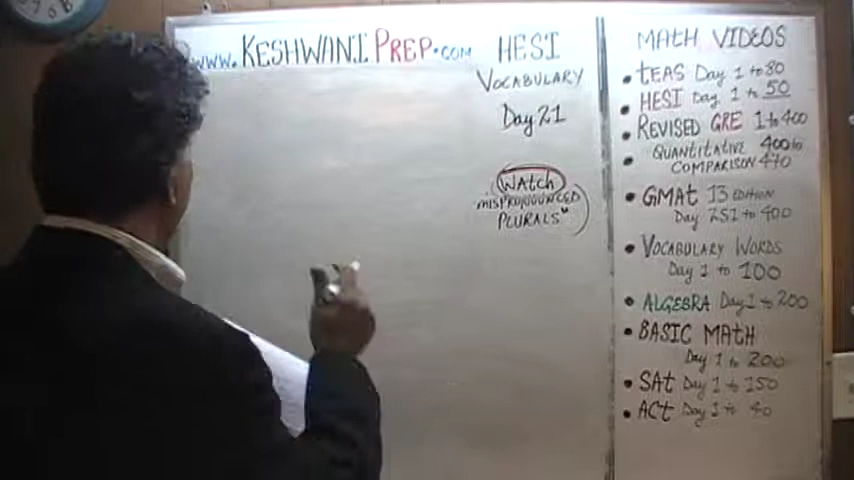 www.KESHWANIPREP.com
HESI
VOCABULARY
Day 21
WATCH
MISPRONOUNCED
PLURALS"
MATH VIDEOS
• TEAS Day 1 to 80
• HESI Day 1 to 50
• REVISED GRE 1 to 400
• QUANTITATIVE 400 to
COMPARISON 470
• GMAT 13 EDITION
Day 251 to 400
• VOCABULARY WORDS
Day 1 to 100
• ALGEBRA Day 1 to 200
• BASIC MATH
Day 1 to 200
• SAT Day 1 to 150
• ACT Day 1 to 40